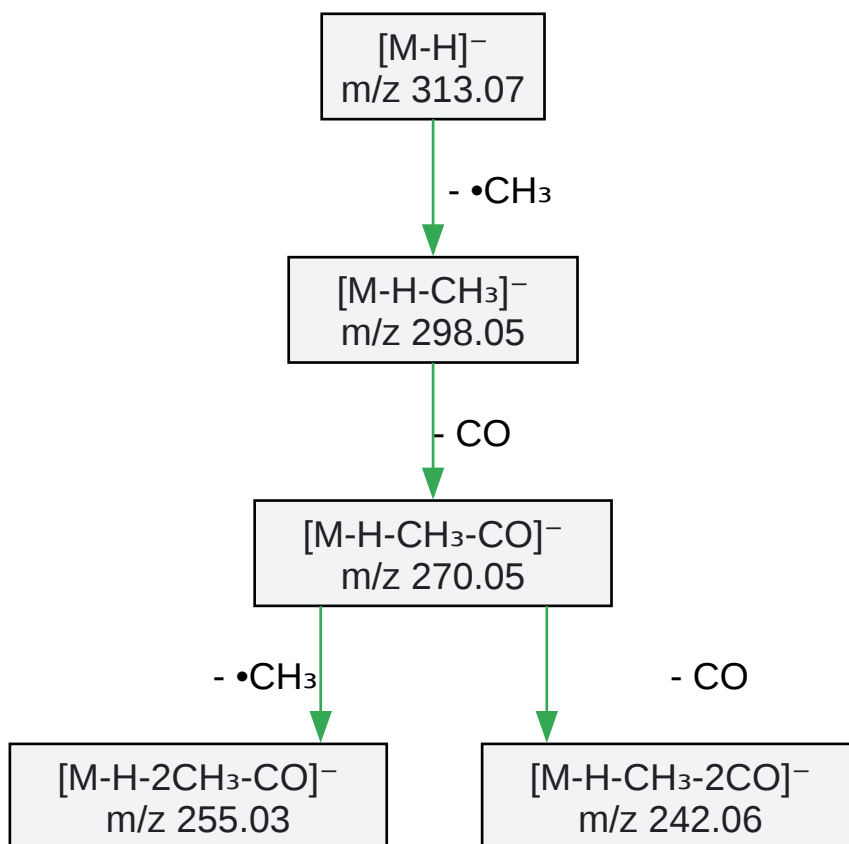 [M-H]⁻
m/z 313.07
- •CH₃
[M-H-CH₃]⁻
m/z 298.05
- CO
[M-H-CH₃-CO]⁻
m/z 270.05
- •CH₃
- CO
[M-H-2CH₃-CO]⁻
m/z 255.03
[M-H-CH₃-2CO]⁻
m/z 242.06